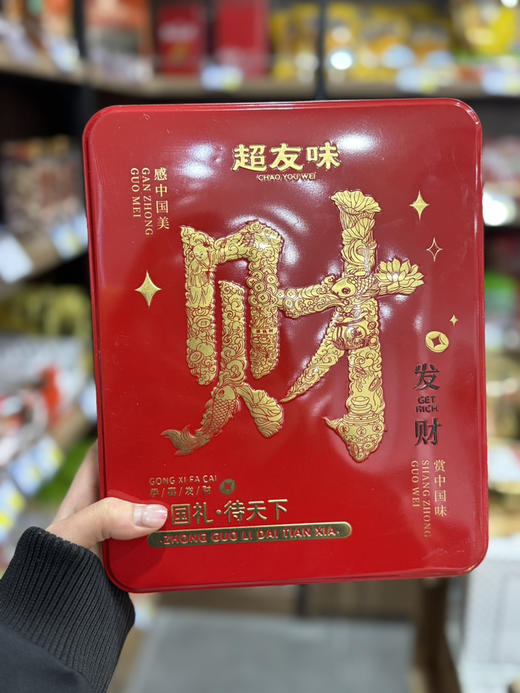 超友味
CHAO YOU WEI
感中国美
GAN ZHONG
GUO MEI
财
发财
GET
RICH
赏中国味
SHANG ZHONG
GUO WEI
GONG XI FA CAI
恭喜发财
国礼·待天下
·ZHONG GUO LI DAI TIAN XIA·